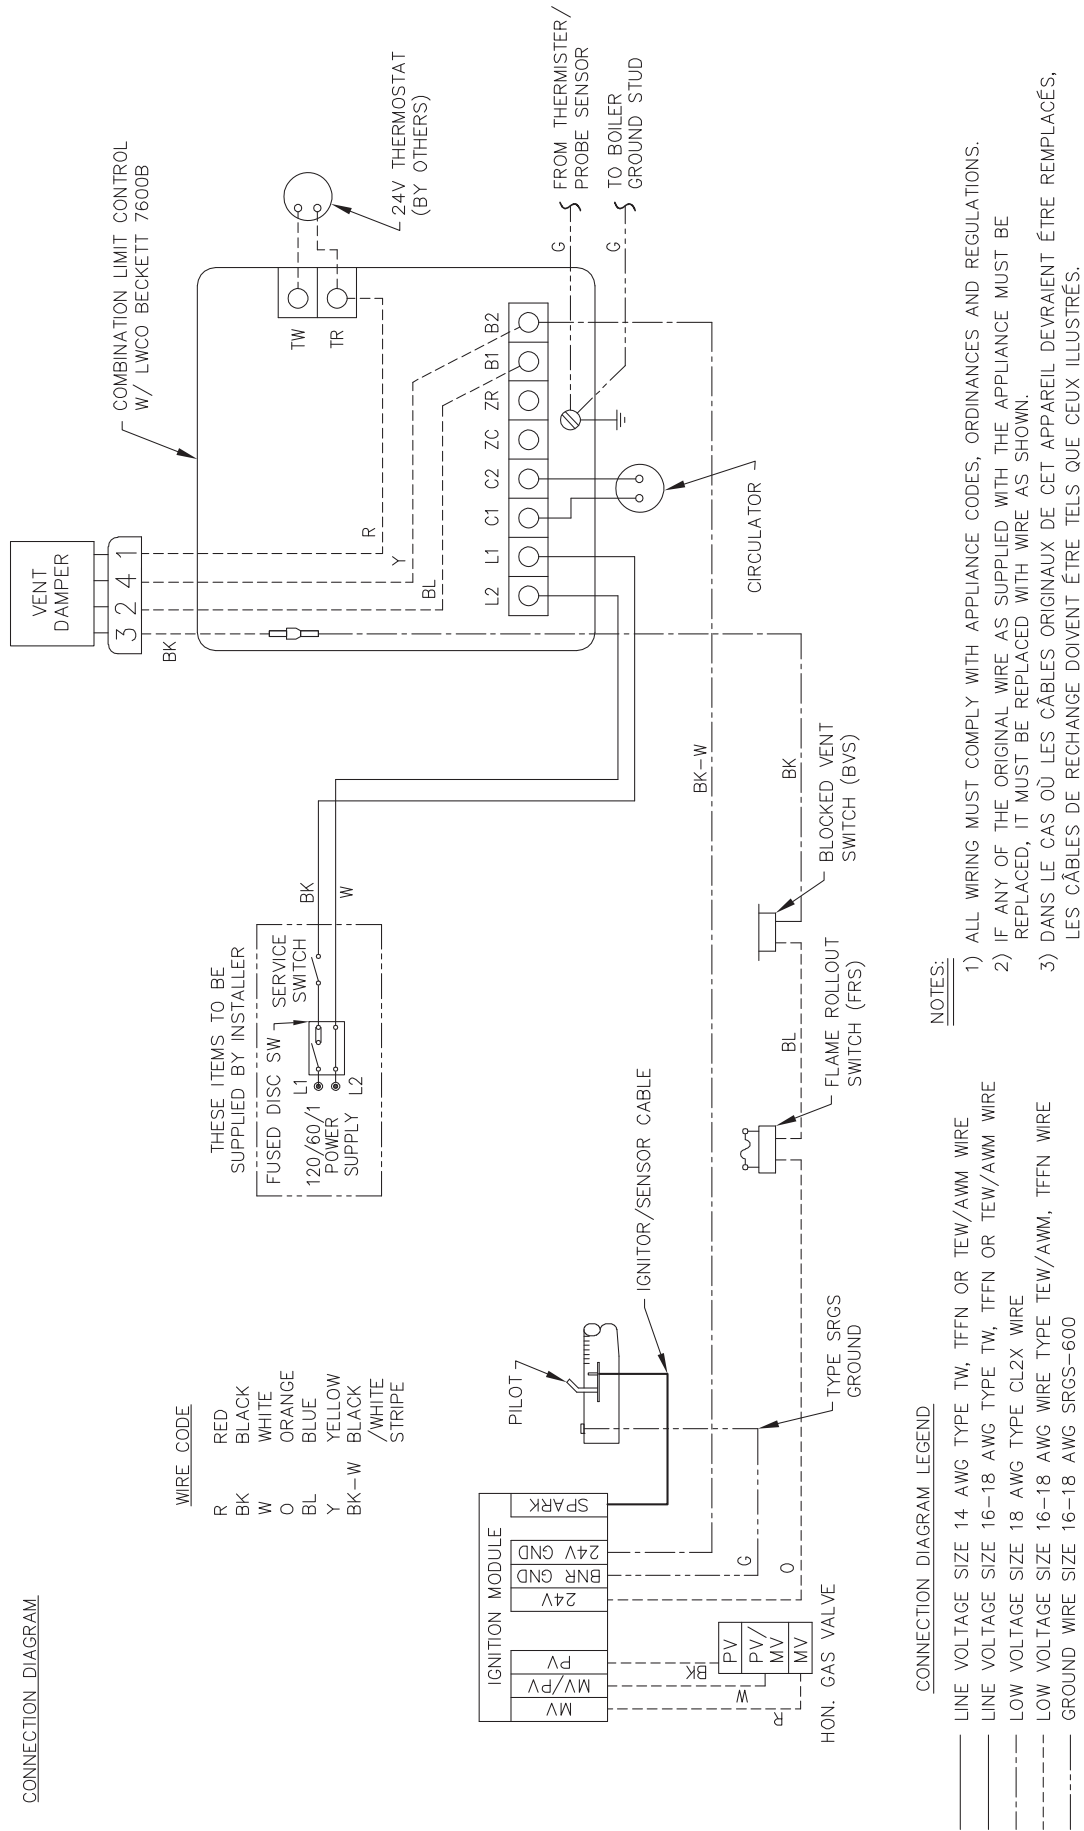 CONNECTION DIAGRAM
WIRE CODE
R RED
BK BLACK
W WHITE
O ORANGE
BL BLUE
Y YELLOW
BK-W BLACK
/WHITE
STRIPE
THESE ITEMS TO BE
SUPPLIED BY INSTALLER
FUSED DISC SW
SERVICE
SWITCH
L1
L2
120/60/1
POWER
SUPPLY
BK
W
VENT
DAMPER
3 2 4 1
BK
BL
Y
R
COMBINATION LIMIT CONTROL
W/ LWCO BECKETT 7600B
TW
TR
24V THERMOSTAT
(BY OTHERS)
L2 L1 C1 C2 ZC ZR B1 B2
G
FROM THERMISTER/
PROBE SENSOR
G
TO BOILER
GROUND STUD
CIRCULATOR
IGNITION MODULE
MV
MV/PV
PV
24V
BNR GND
24V GND
SPARK
PILOT
IGNITOR/SENSOR CABLE
TYPE SRGS
GROUND
BK-W
BK
G
O
BL
BK
W
R
PV
PV/
MV
MV
HON. GAS VALVE
FLAME ROLLOUT
SWITCH (FRS)
BLOCKED VENT
SWITCH (BVS)
CONNECTION DIAGRAM LEGEND
LINE VOLTAGE SIZE 14 AWG TYPE TW, TFFN OR TEW/AWM WIRE
LINE VOLTAGE SIZE 16-18 AWG TYPE TW, TFFN OR TEW/AWM WIRE
LOW VOLTAGE SIZE 18 AWG TYPE CL2X WIRE
LOW VOLTAGE SIZE 16-18 AWG WIRE TYPE TEW/AWM, TFFN WIRE
GROUND WIRE SIZE 16-18 AWG SRGS-600
NOTES:
1) ALL WIRING MUST COMPLY WITH APPLIANCE CODES, ORDINANCES AND REGULATIONS.
2) IF ANY OF THE ORIGINAL WIRE AS SUPPLIED WITH THE APPLIANCE MUST BE
REPLACED, IT MUST BE REPLACED WITH WIRE AS SHOWN.
3) DANS LE CAS OÙ LES CÂBLES ORIGINAUX DE CET APPAREIL DEVRAIENT ÉTRE REMPLACÉS,
LES CÂBLES DE RECHANGE DOIVENT ÉTRE TELS QUE CEUX ILLUSTRÉS.